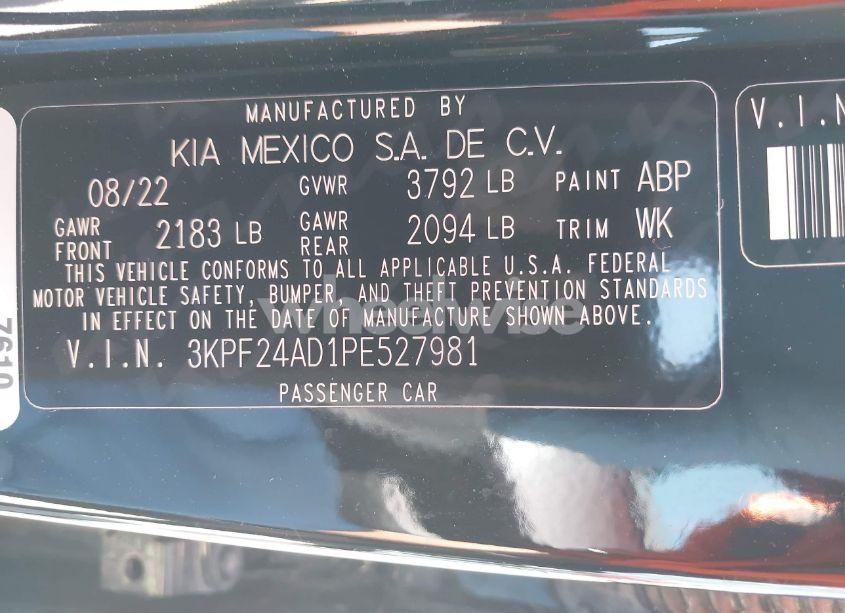 MANUFACTURED BY
KIA MEXICO S.A. DE C.V.
08/22 GVWR 3792 LB PAINT ABP
GAWR FRONT 2183 LB GAWR REAR 2094 LB TRIM WK
THIS VEHICLE CONFORMS TO ALL APPLICABLE U.S.A. FEDERAL
MOTOR VEHICLE SAFETY, BUMPER, AND THEFT PREVENTION STANDARDS
IN EFFECT ON THE DATE OF MANUFACTURE SHOWN ABOVE.
V.I.N. 3KPF24AD1PE527981
PASSENGER CAR
V.I.N
7610
wheelwise